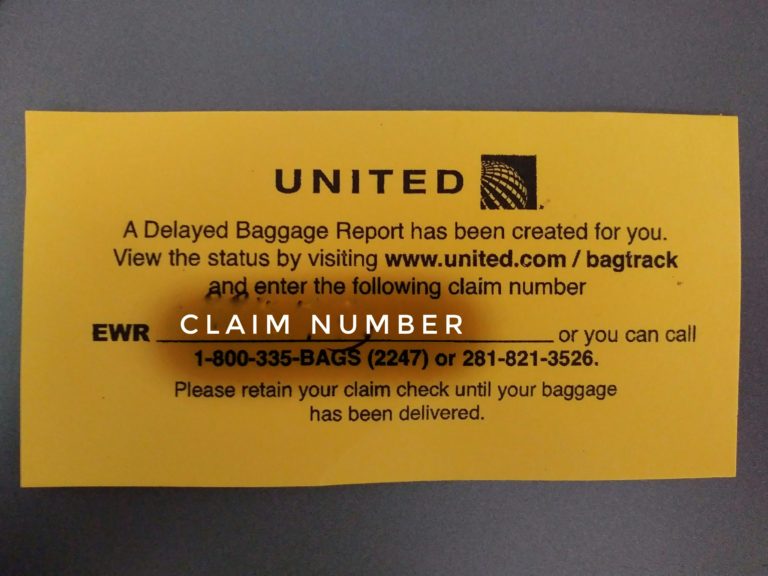 UNITED
A Delayed Baggage Report has been created for you.
View the status by visiting www.united.com / bagtrack
and enter the following claim number
EWR CLAIM NUMBER or you can call
1-800-335-BAGS (2247) or 281-821-3526.
Please retain your claim check until your baggage
has been delivered.